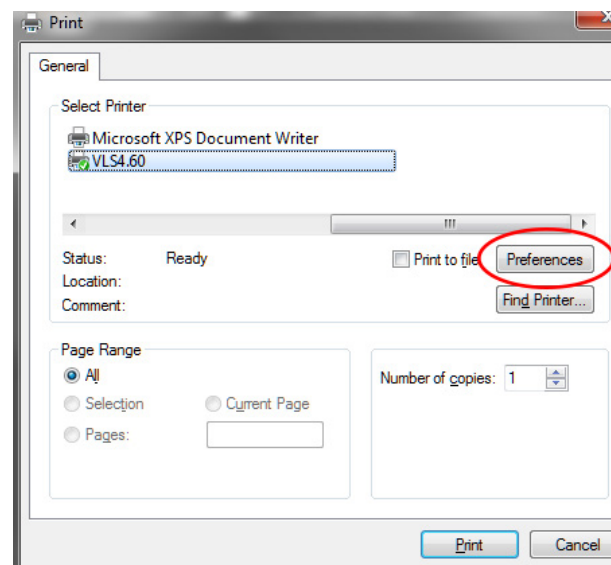 Print
General
Select Printer
Microsoft XPS Document Writer
VLS4.60
Status: Ready Print to file Preferences
Location:
Comment: Find Printer...
Page Range
All Number of copies: 1
Selection Current Page
Pages:
Print Cancel